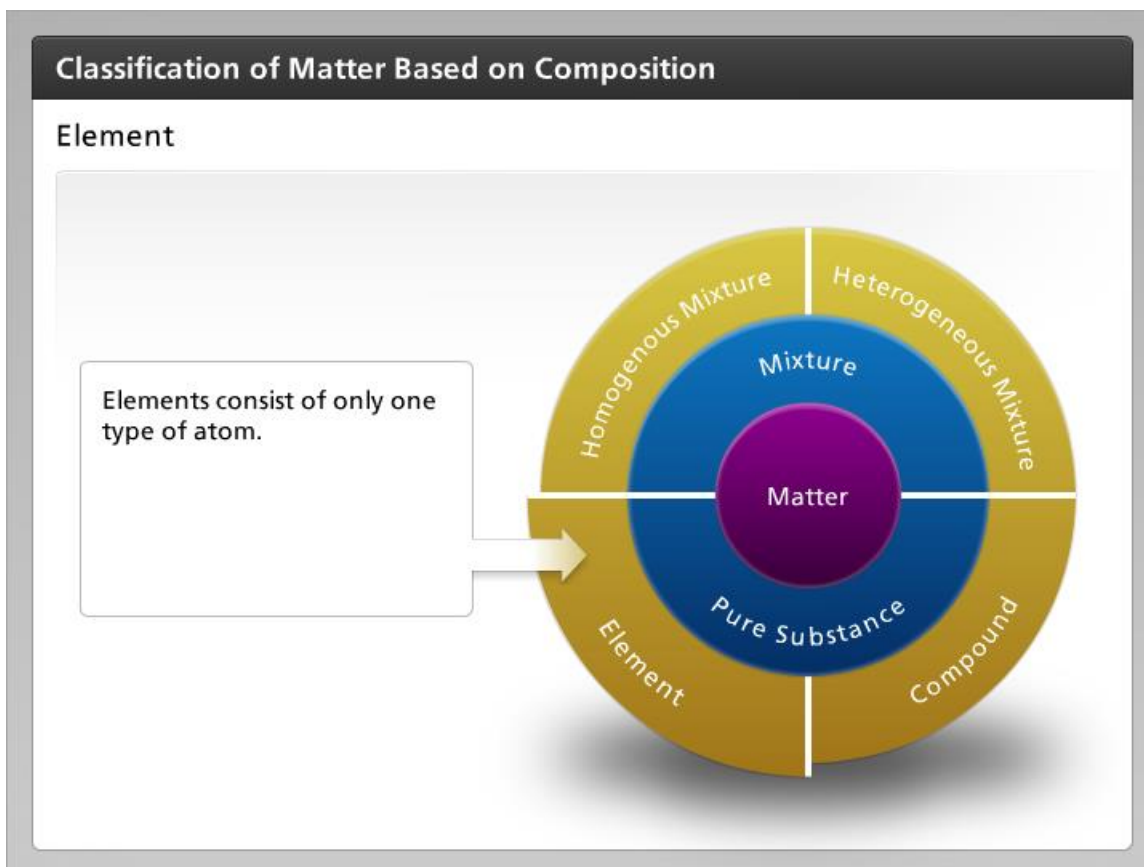 Classification of Matter Based on Composition
Element
Elements consist of only one
type of atom.
Homogenous Mixture
Heterogeneous Mixture
Mixture
Matter
Pure Substance
Element
Compound